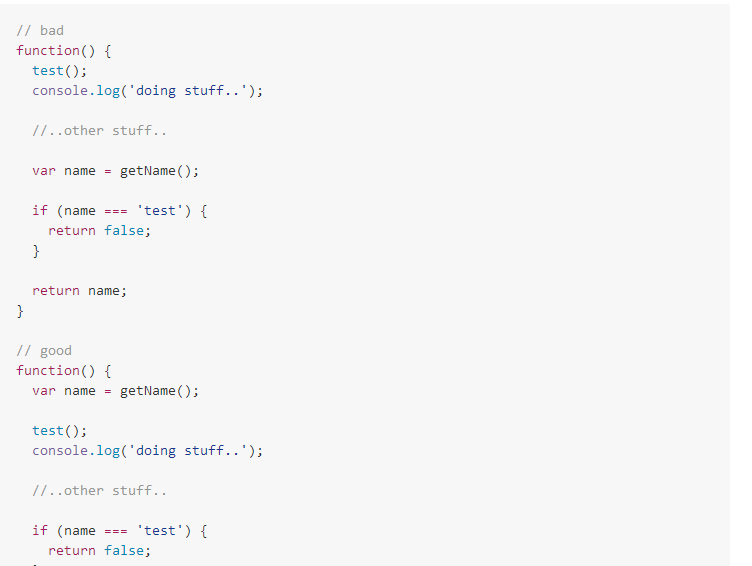 // bad
function() {
  test();
  console.log('doing stuff..');

  //..other stuff..

  var name = getName();

  if (name === 'test') {
    return false;
  }

  return name;
}

// good
function() {
  var name = getName();

  test();
  console.log('doing stuff..');

  //..other stuff..

  if (name === 'test') {
    return false;